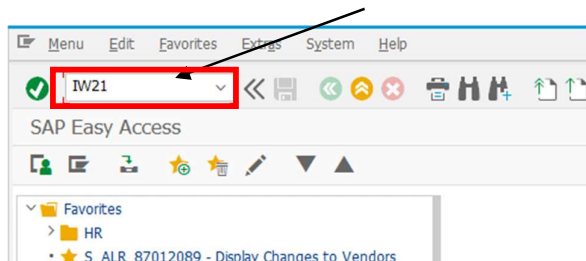 Menu Edit Favorites Extras System Help
IW21
SAP Easy Access
Favorites
HR
S_ALR_87012089 - Display Changes to Vendors